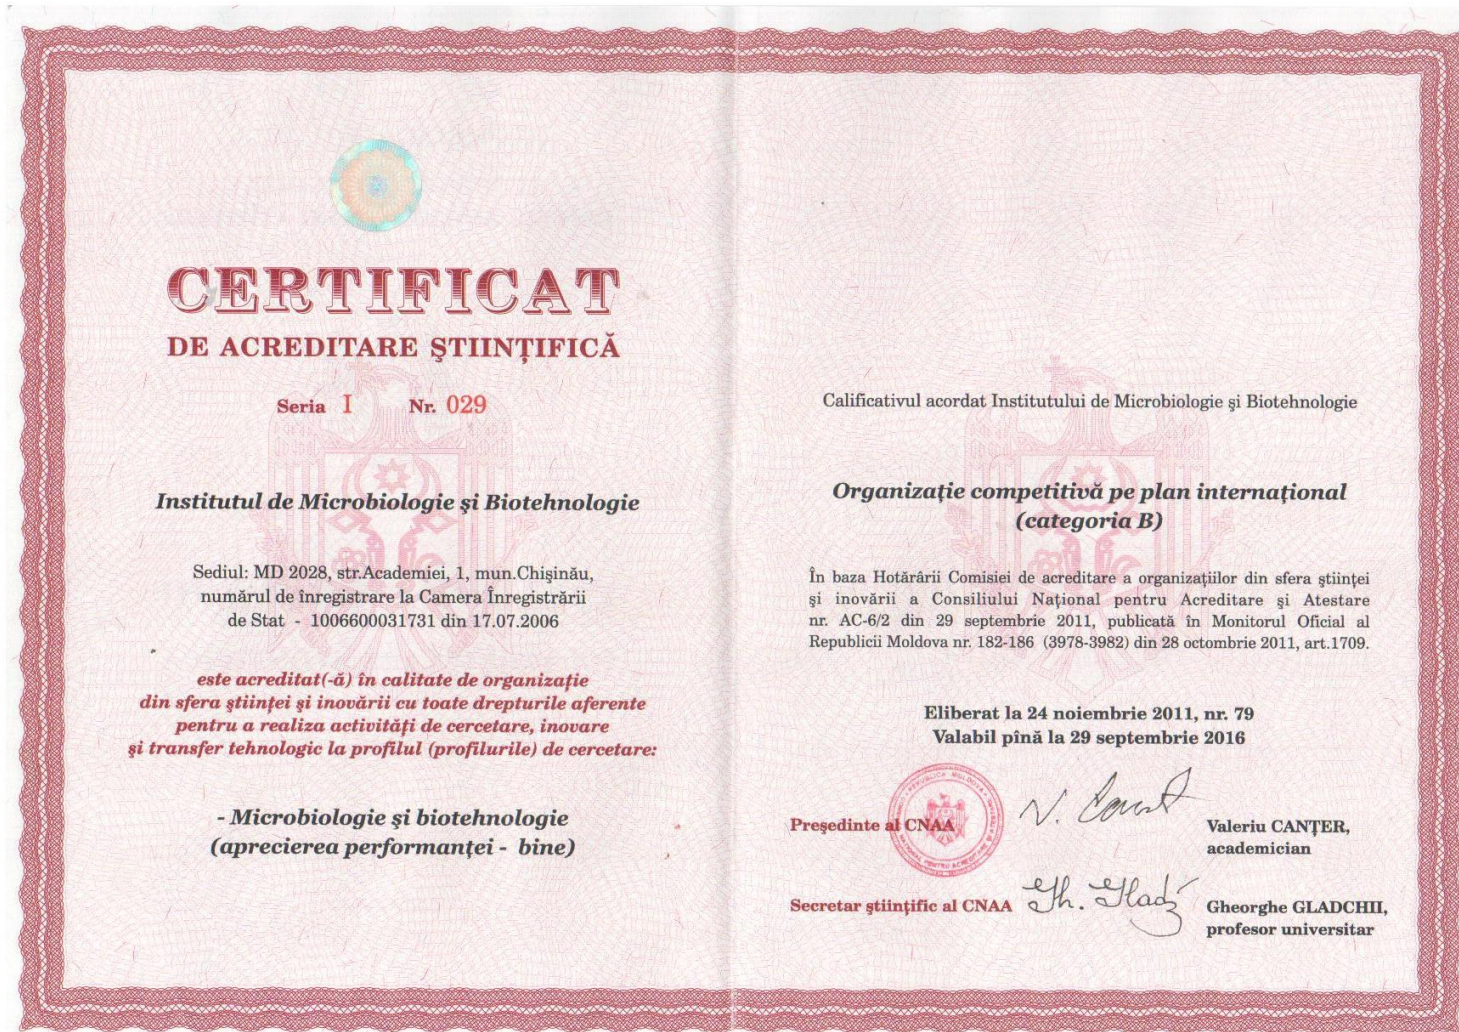 CERTIFICAT
DE ACREDITARE ŞTIINŢIFICĂ
Seria I Nr. 029
Institutul de Microbiologie şi Biotehnologie
Sediul: MD 2028, str.Academiei, 1, mun.Chişinău,
numărul de înregistrare la Camera Înregistrării
de Stat - 1006600031731 din 17.07.2006
este acreditat(-ă) în calitate de organizaţie
din sfera ştiinţei şi inovării cu toate drepturile aferente
pentru a realiza activităţi de cercetare, inovare
şi transfer tehnologic la profilul (profilurile) de cercetare:
- Microbiologie şi biotehnologie
(aprecierea performanţei - bine)
Calificativul acordat Institutului de Microbiologie şi Biotehnologie
Organizaţie competitivă pe plan internaţional
(categoria B)
În baza Hotărârii Comisiei de acreditare a organizaţiilor din sfera ştiinţei
şi inovării a Consiliului Naţional pentru Acreditare şi Atestare
nr. AC-6/2 din 29 septembrie 2011, publicată în Monitorul Oficial al
Republicii Moldova nr. 182-186 (3978-3982) din 28 octombrie 2011, art.1709.
Eliberat la 24 noiembrie 2011, nr. 79
Valabil pînă la 29 septembrie 2016
Preşedinte al CNAA
Valeriu CANŢER,
academician
Secretar ştiinţific al CNAA
Gheorghe GLADCHII,
profesor universitar
REPUBLICA MOLDOVA